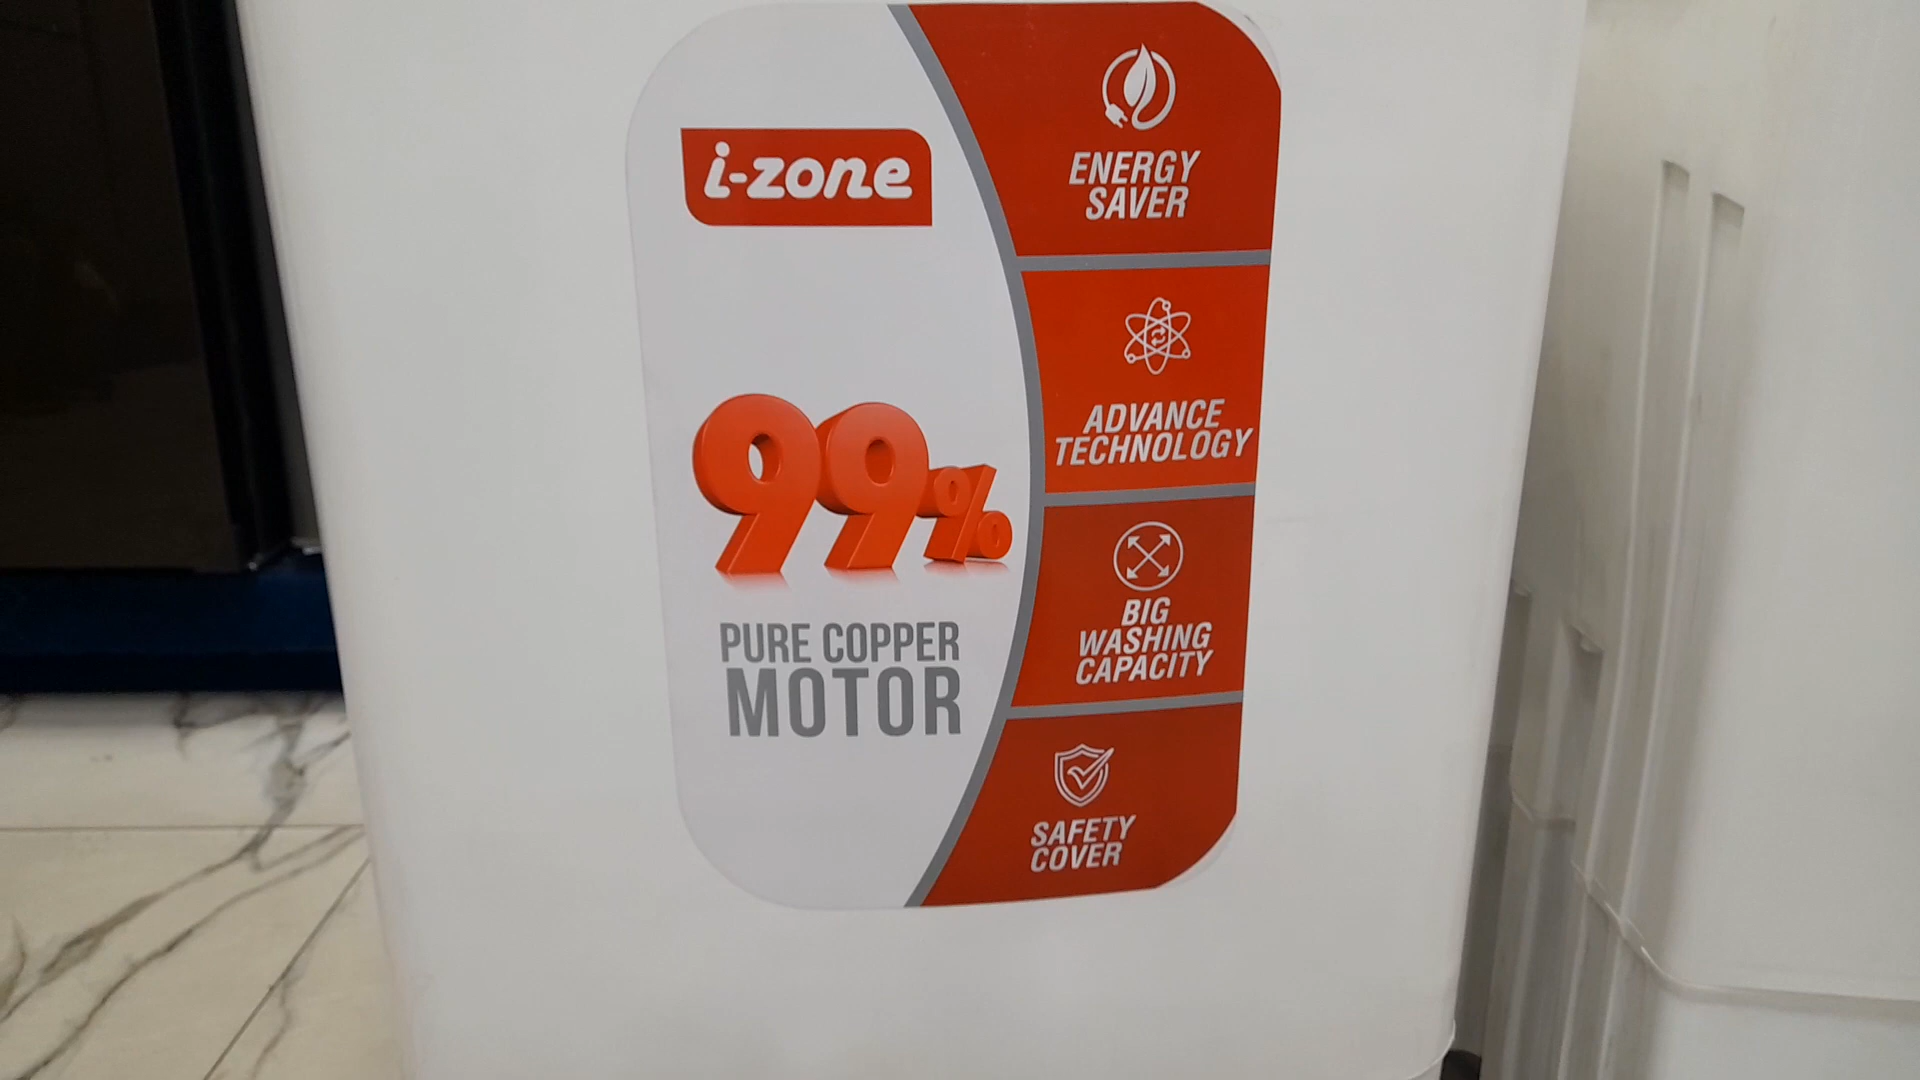 i-zone
99%
PURE COPPER
MOTOR
ENERGY
SAVER
ADVANCE
TECHNOLOGY
BIG
WASHING
CAPACITY
SAFETY
COVER